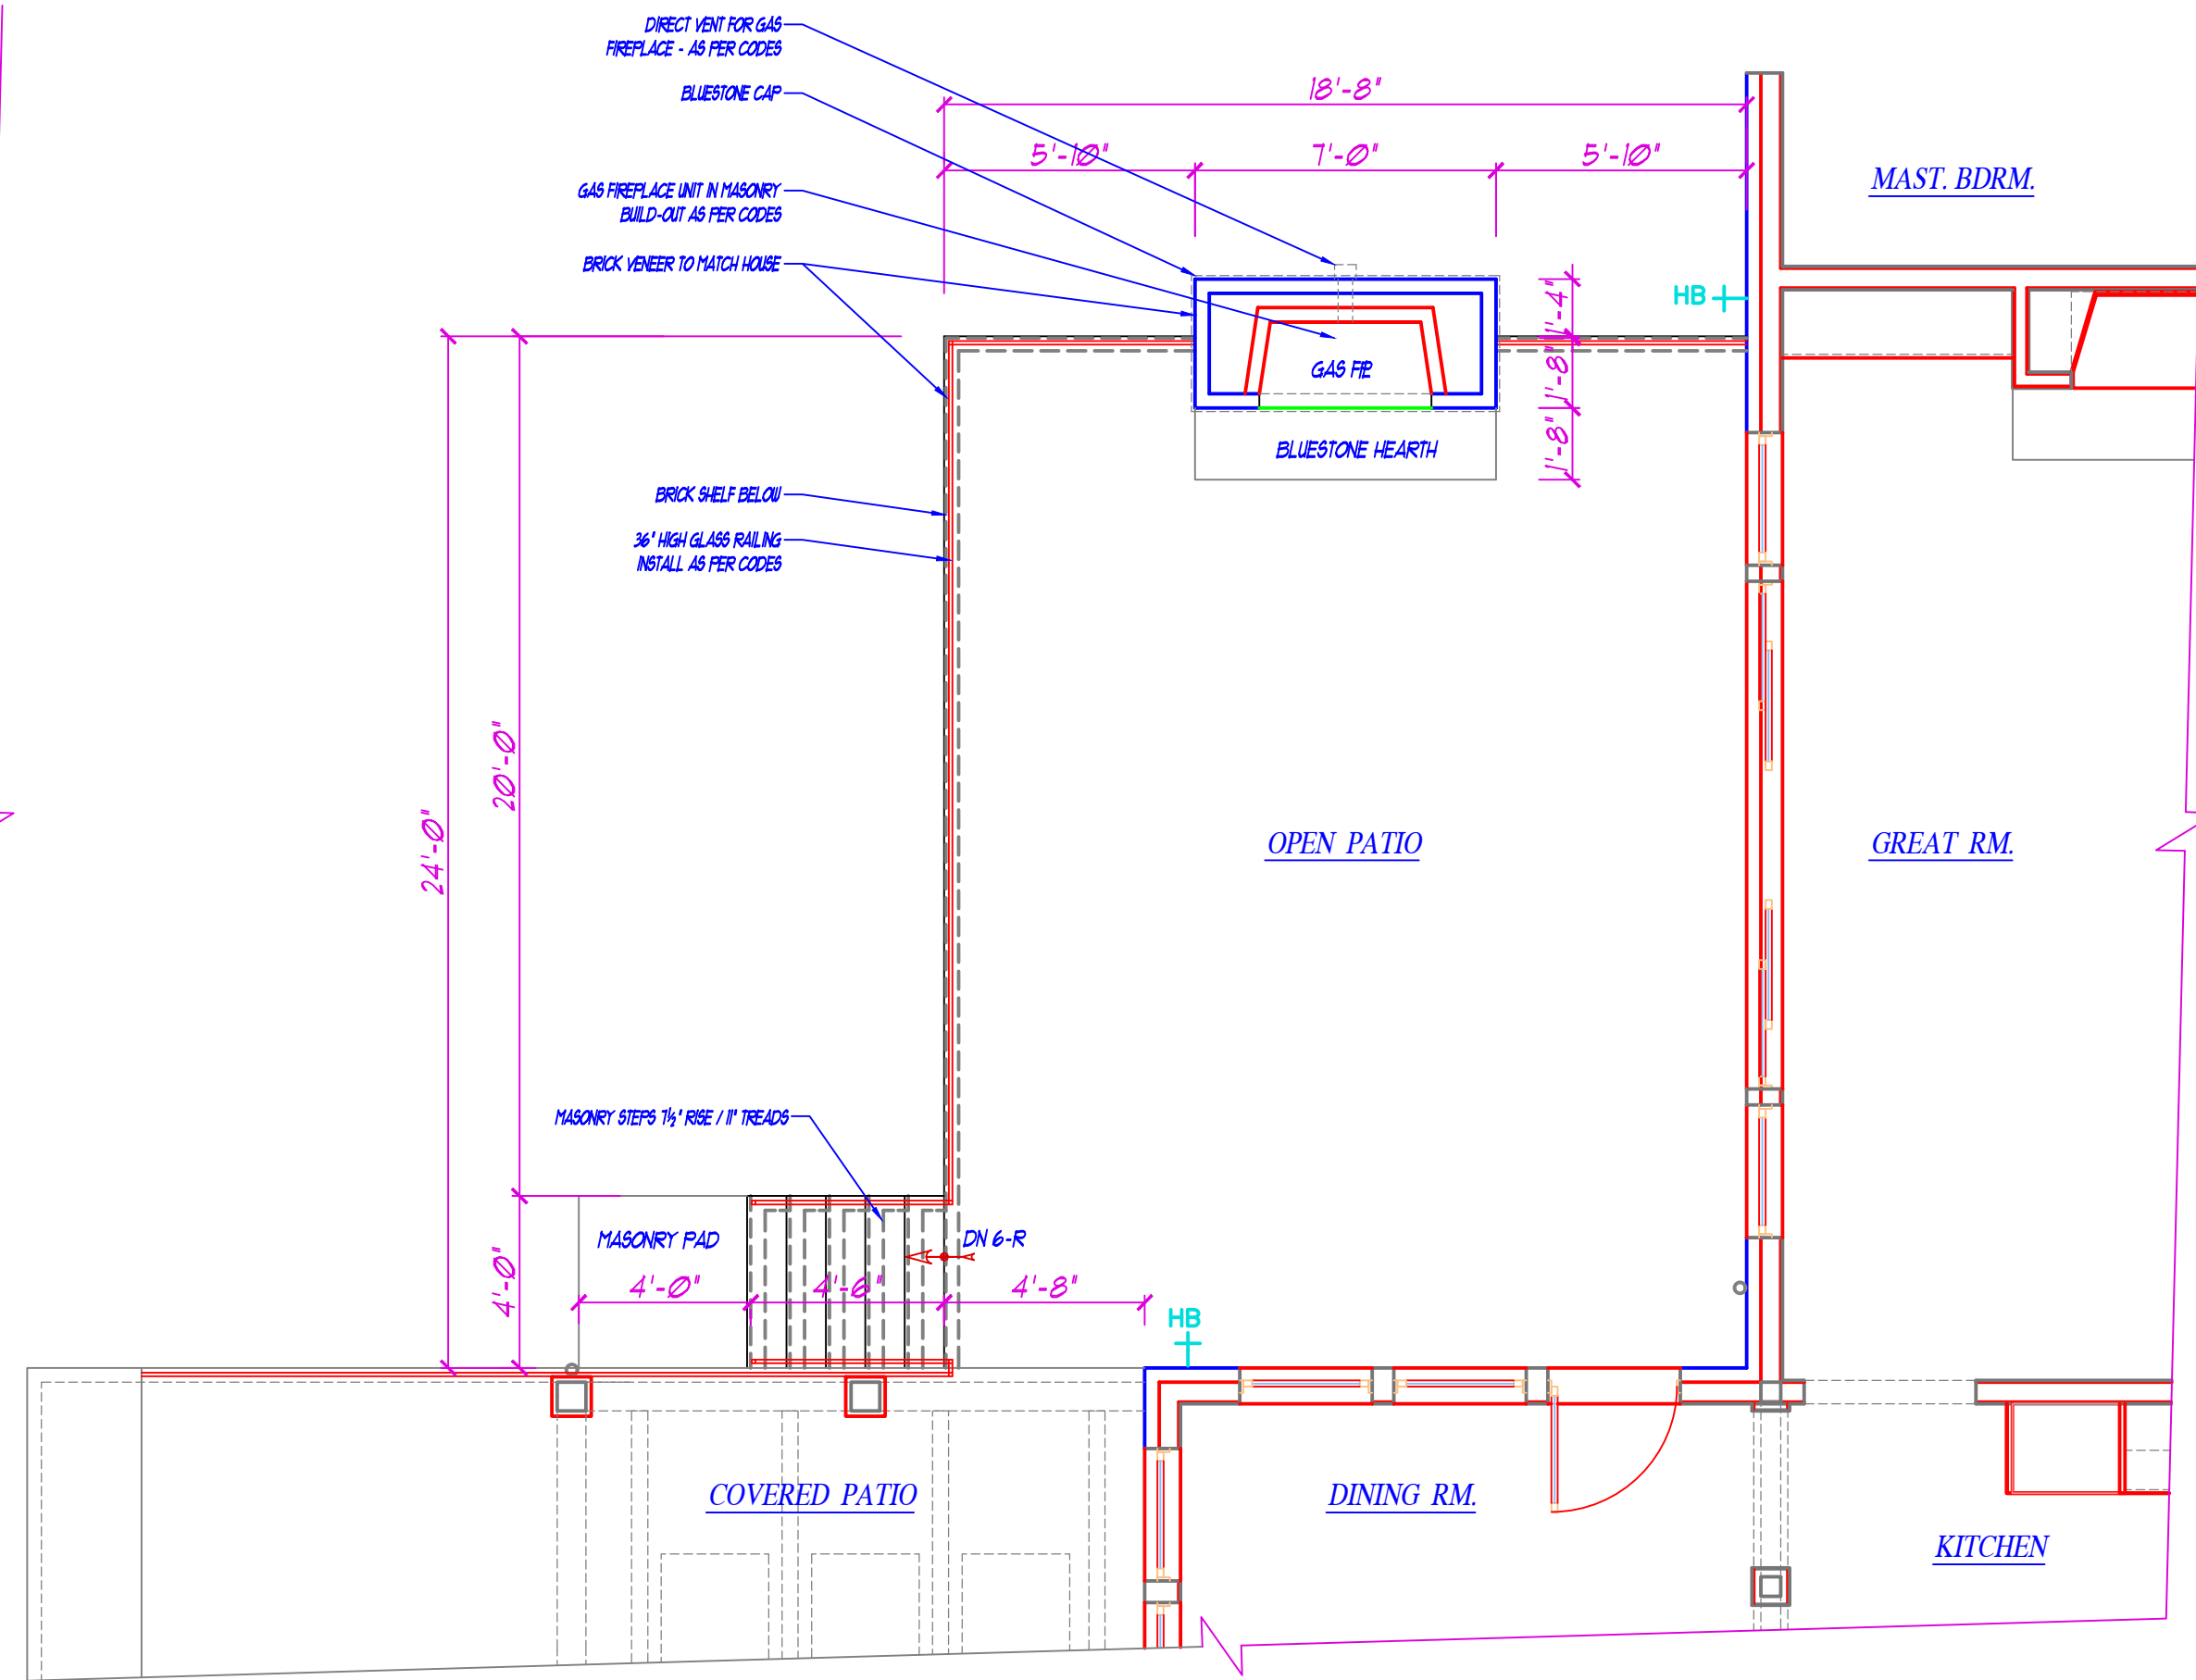 DIRECT VENT FOR GAS
FIREPLACE - AS PER CODES
BLUESTONE CAP
18'-8"
5'-10"
7'-0"
5'-10"
MAST. BDRM.
GAS FIREPLACE UNIT IN MASONRY
BUILD-OUT AS PER CODES
BRICK VENEER TO MATCH HOUSE
HB
1'-4"
1'-8"
1'-8"
GAS F/P
BLUESTONE HEARTH
BRICK SHELF BELOW
36" HIGH GLASS RAILING
INSTALL AS PER CODES
20'-0"
24'-0"
OPEN PATIO
GREAT RM.
MASONRY STEPS 7½" RISE / 11" TREADS
MASONRY PAD
DN 6-R
4'-0"
4'-0"
4'-6"
4'-8"
HB
COVERED PATIO
DINING RM.
KITCHEN